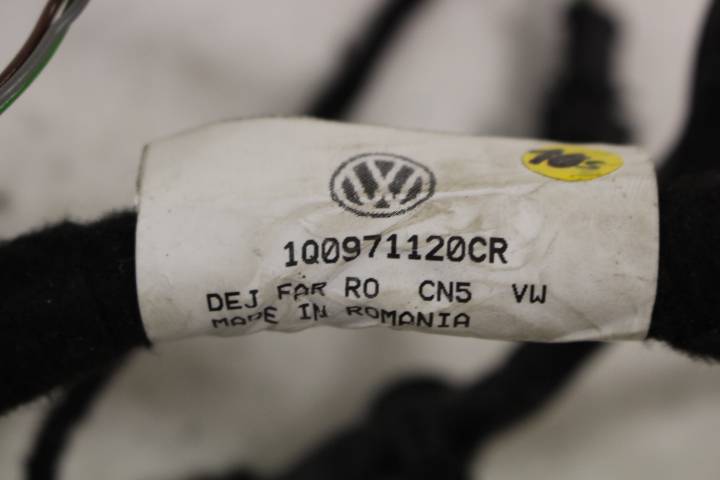 1Q0971120CR
DEJ FAR RO CN5 VW
MADE IN ROMANIA